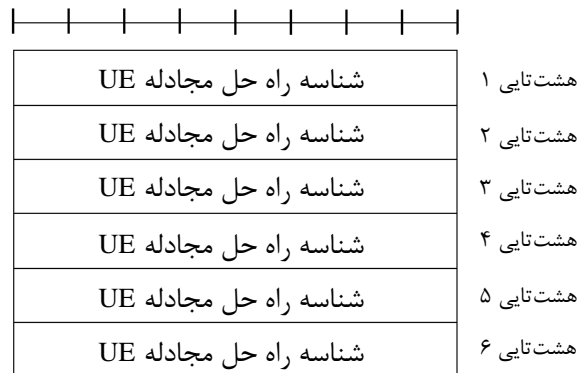 شناسه راه حل مجادله UE هشت‌تایی ۱
شناسه راه حل مجادله UE هشت‌تایی ۲
شناسه راه حل مجادله UE هشت‌تایی ۳
شناسه راه حل مجادله UE هشت‌تایی ۴
شناسه راه حل مجادله UE هشت‌تایی ۵
شناسه راه حل مجادله UE هشت‌تایی ۶